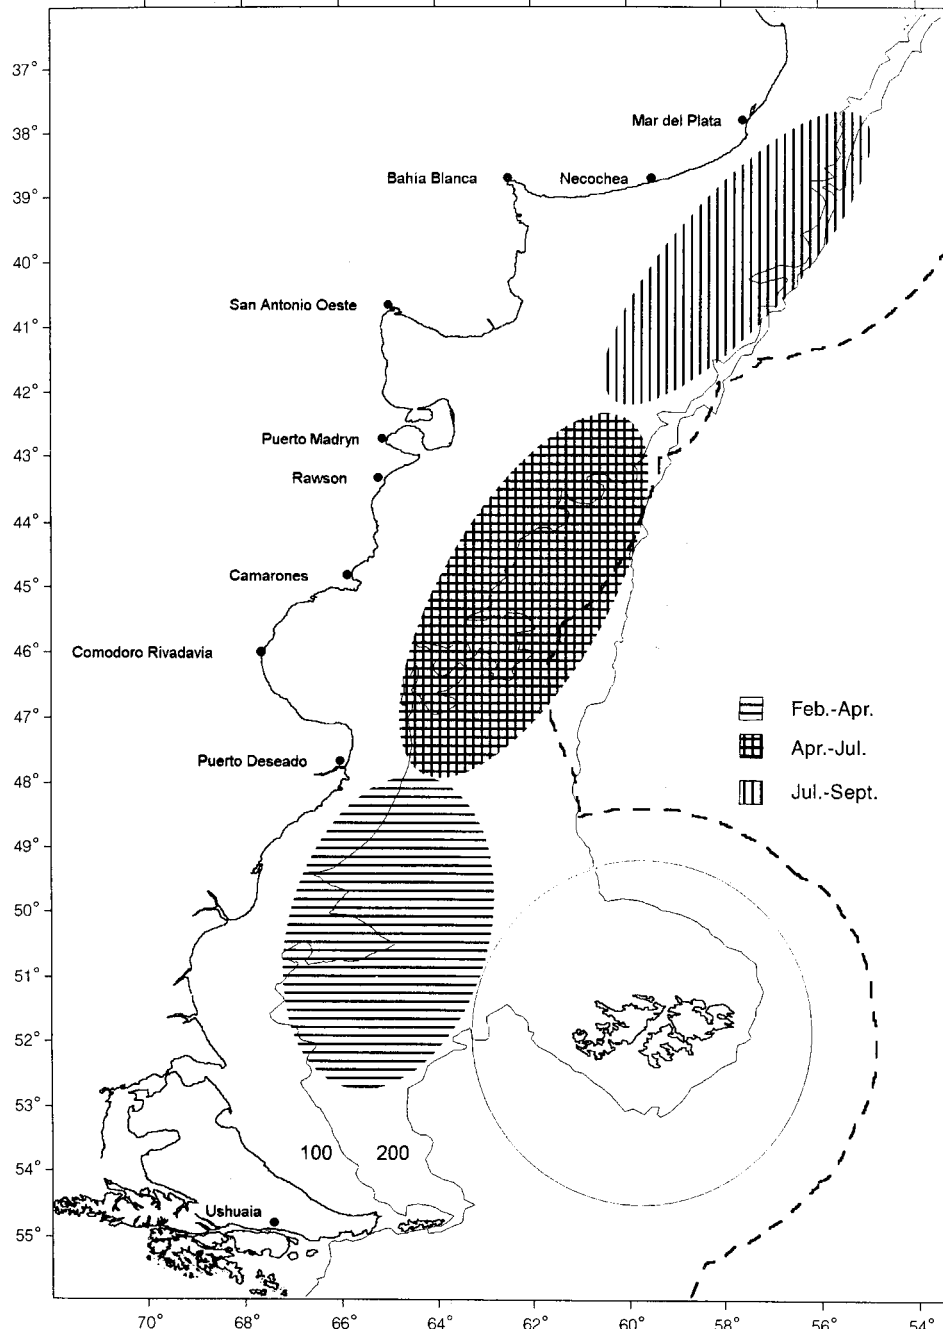 37°
Mar del Plata
38°
Bahía Blanca
Necochea
39°
40°
San Antonio Oeste
41°
42°
Puerto Madryn
43°
Rawson
44°
Camarones
45°
Comodoro Rivadavia
46°
47°
Feb.-Apr.
Apr.-Jul.
Jul.-Sept.
Puerto Deseado
48°
49°
50°
51°
52°
53°
100
200
54°
Ushuaia
55°
70°
68°
66°
64°
62°
60°
58°
56°
54°